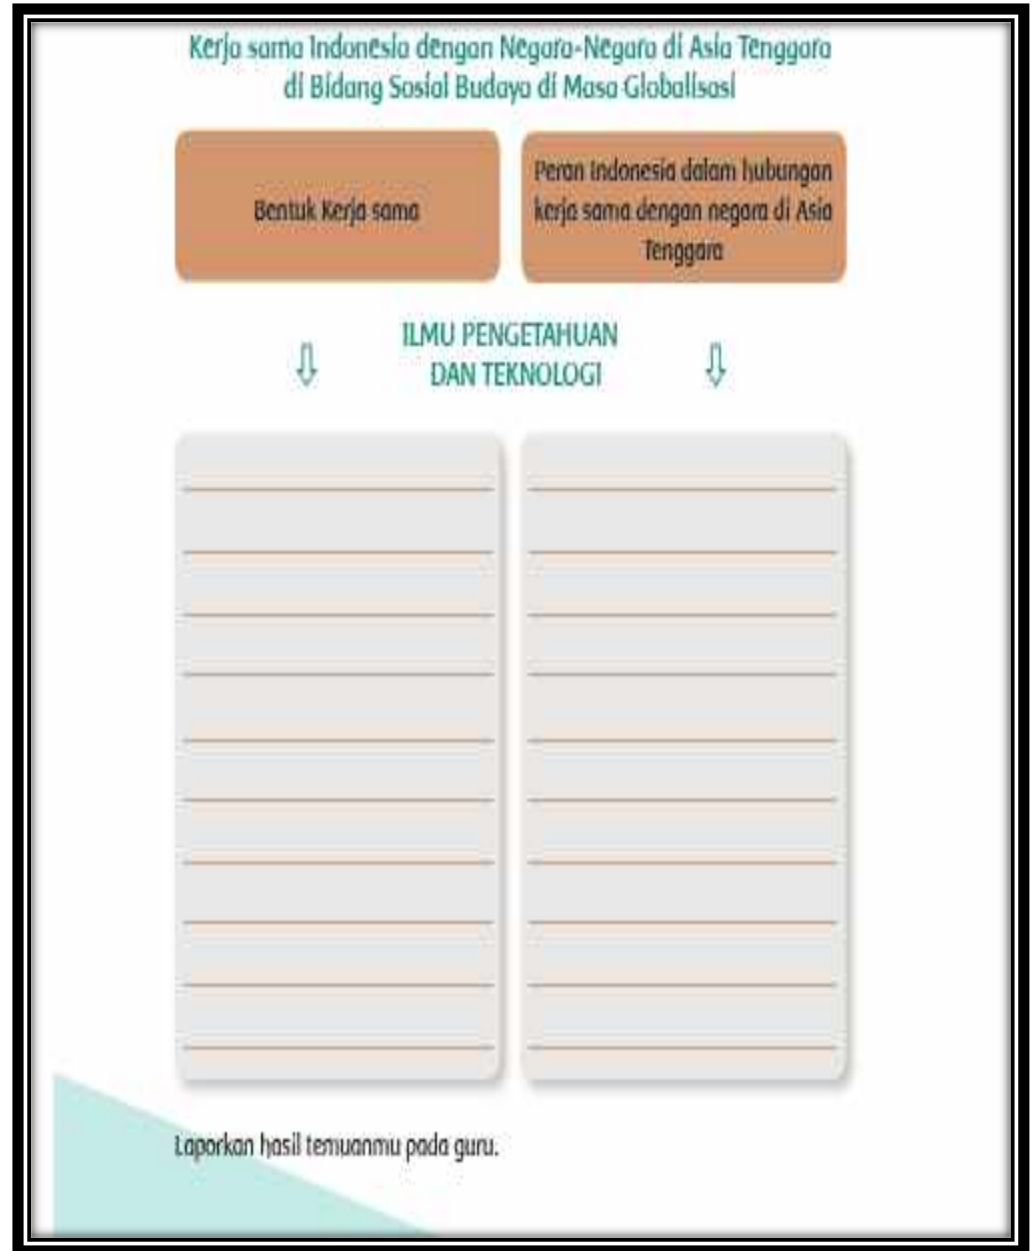 Kerja sama Indonesia dengan Negara-Negara di Asia Tenggara
di Bidang Sosial Budaya di Masa Globalisasi
Bentuk Kerja sama
Peran Indonesia dalam hubungan
kerja sama dengan negara di Asia
Tenggara
ILMU PENGETAHUAN
DAN TEKNOLOGI
Laporkan hasil temuanmu pada guru.